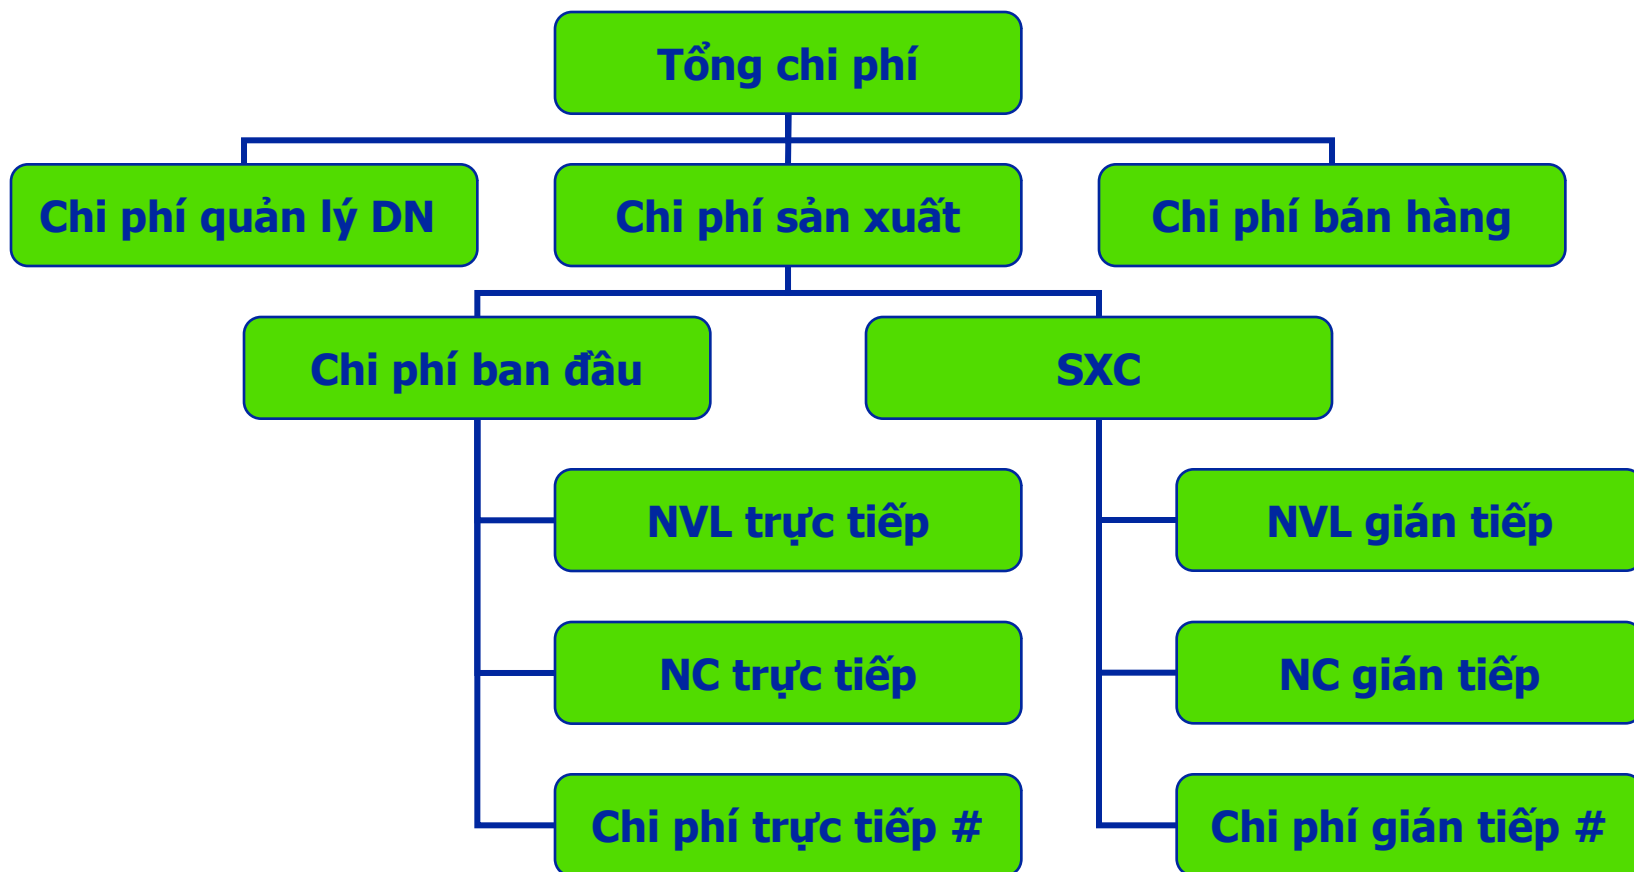 Tổng chi phí
Chi phí quản lý DN
Chi phí sản xuất
Chi phí bán hàng
Chi phí ban đầu
SXC
NVL trực tiếp
NVL gián tiếp
NC trực tiếp
NC gián tiếp
Chi phí trực tiếp #
Chi phí gián tiếp #